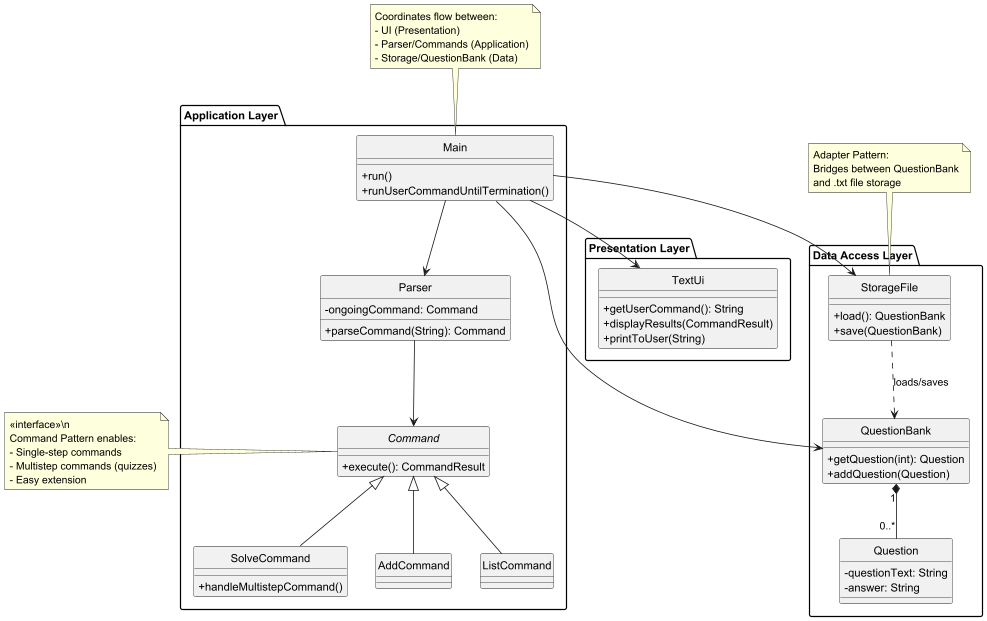 Coordinates flow between:
- UI (Presentation)
- Parser/Commands (Application)
- Storage/QuestionBank (Data)
Application Layer
Main
+run()
+runUserCommandUntilTermination()
Adapter Pattern:
Bridges between QuestionBank
and .txt file storage
Presentation Layer
TextUi
+getUserCommand(): String
+displayResults(CommandResult)
+printToUser(String)
Data Access Layer
StorageFile
+load(): QuestionBank
+save(QuestionBank)
Parser
-ongoingCommand: Command
+parseCommand(String): Command
loads/saves
«interface»\n
Command Pattern enables:
- Single-step commands
- Multistep commands (quizzes)
- Easy extension
Command
+execute(): CommandResult
QuestionBank
+getQuestion(int): Question
+addQuestion(Question)
1
0..*
SolveCommand
+handleMultistepCommand()
AddCommand
ListCommand
Question
-questionText: String
-answer: String